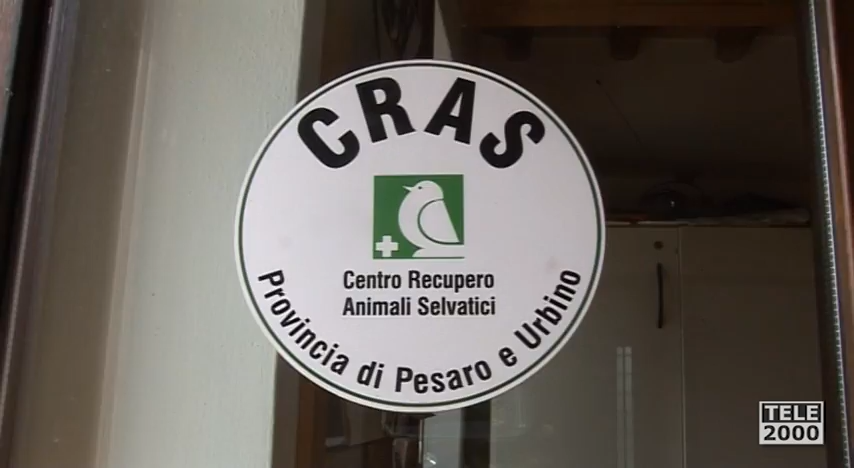 CRAS
Centro Recupero
Animali Selvatici
Provincia di Pesaro e Urbino
TELE
2000